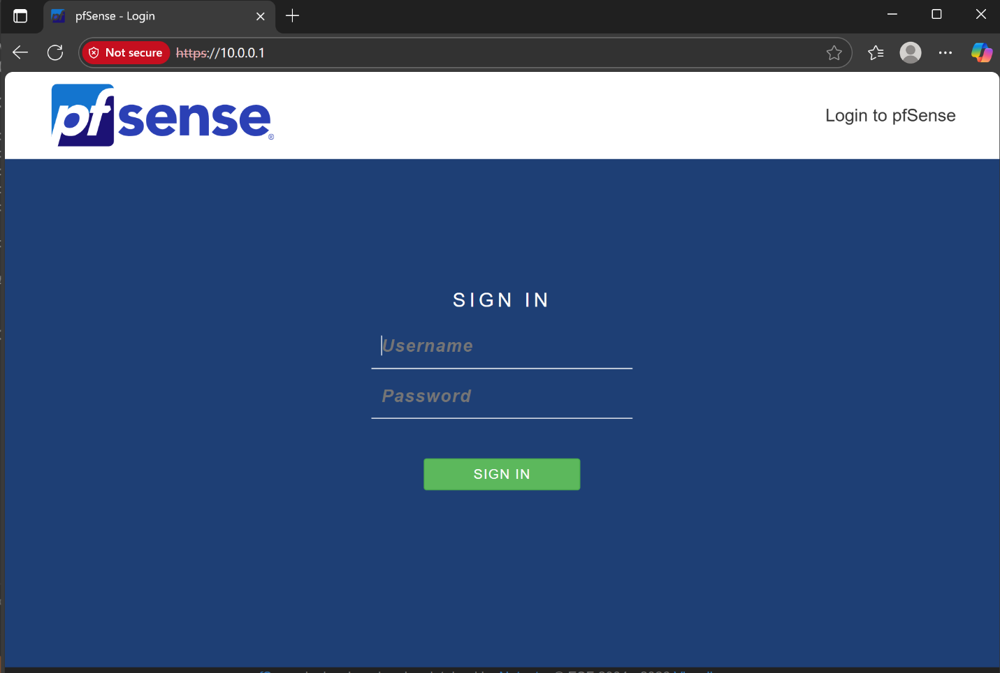 pfSense - Login
Not secure https://10.0.0.1
pfsense®
Login to pfSense
SIGN IN
Username
Password
SIGN IN